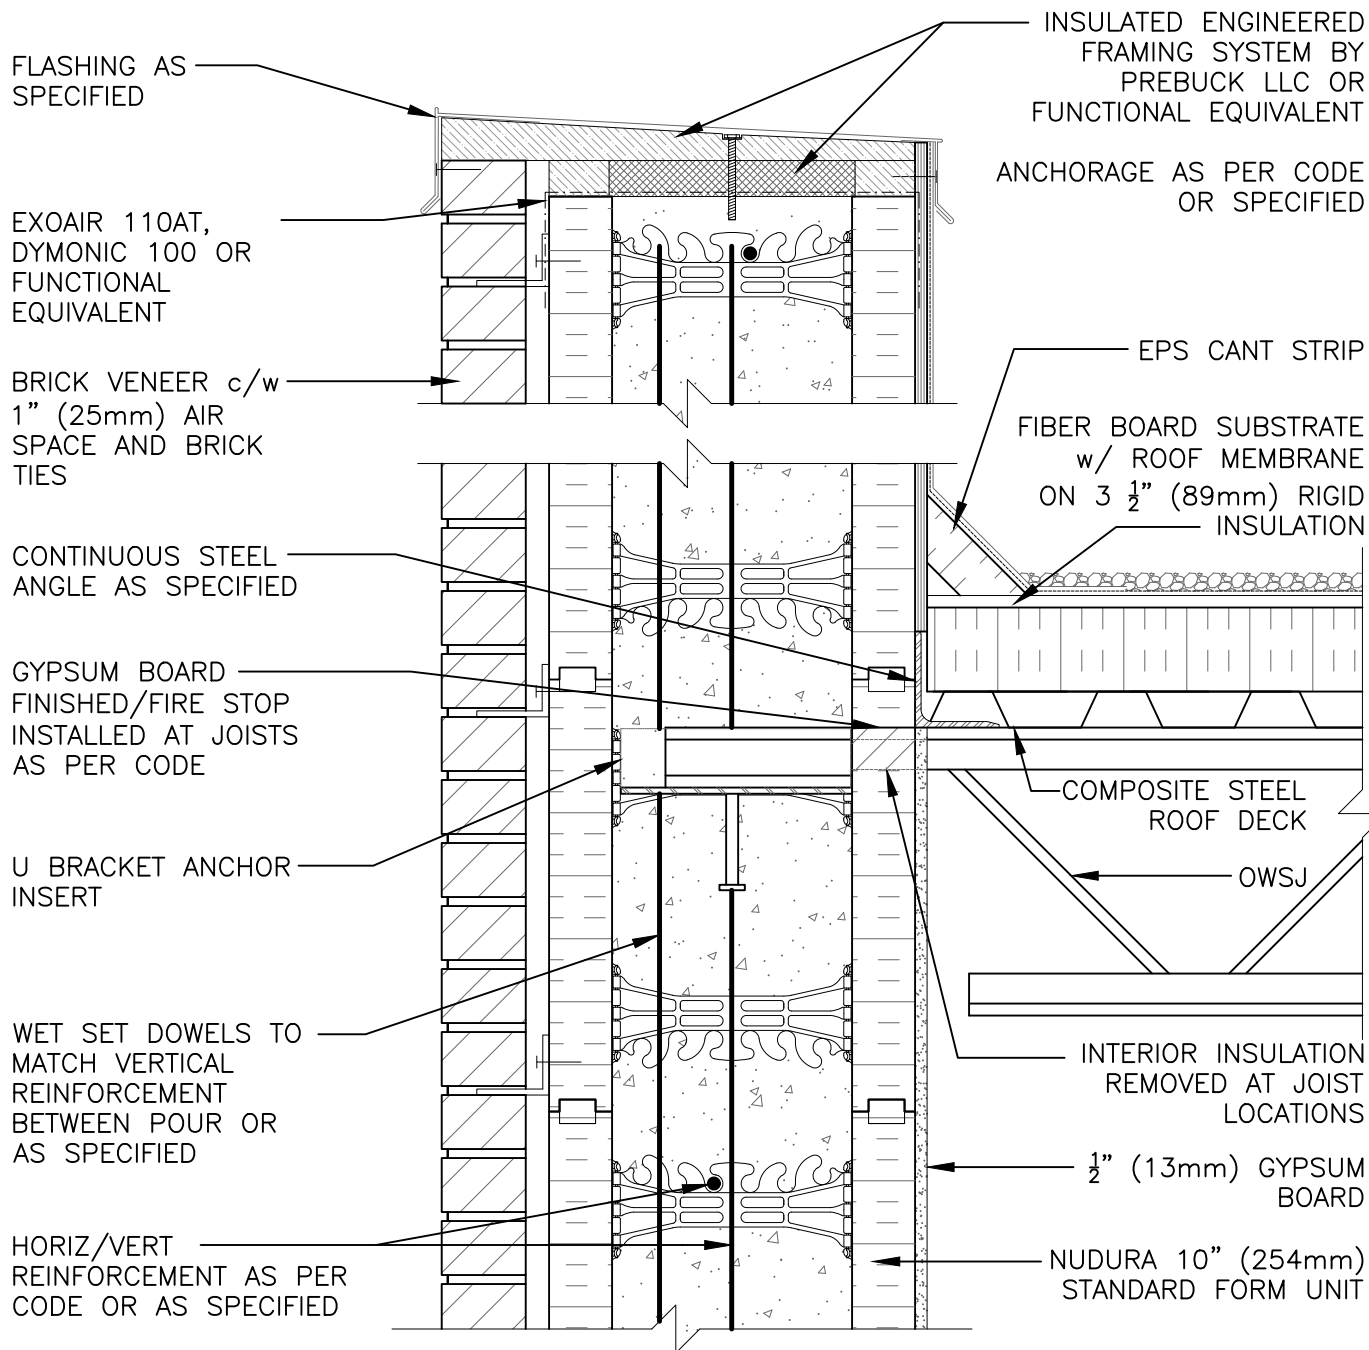 FLASHING AS
SPECIFIED
EXOAIR 110AT,
DYMONIC 100 OR
FUNCTIONAL
EQUIVALENT
BRICK VENEER c/w
1" (25mm) AIR
SPACE AND BRICK
TIES
CONTINUOUS STEEL
ANGLE AS SPECIFIED
GYPSUM BOARD
FINISHED/FIRE STOP
INSTALLED AT JOISTS
AS PER CODE
U BRACKET ANCHOR
INSERT
WET SET DOWELS TO
MATCH VERTICAL
REINFORCEMENT
BETWEEN POUR OR
AS SPECIFIED
HORIZ/VERT
REINFORCEMENT AS PER
CODE OR AS SPECIFIED
INSULATED ENGINEERED
FRAMING SYSTEM BY
PREBUCK LLC OR
FUNCTIONAL EQUIVALENT
ANCHORAGE AS PER CODE
OR SPECIFIED
EPS CANT STRIP
FIBER BOARD SUBSTRATE
w/ ROOF MEMBRANE
ON 3 1/2" (89mm) RIGID
INSULATION
COMPOSITE STEEL
ROOF DECK
OWSJ
INTERIOR INSULATION
REMOVED AT JOIST
LOCATIONS
1/2" (13mm) GYPSUM
BOARD
NUDURA 10" (254mm)
STANDARD FORM UNIT